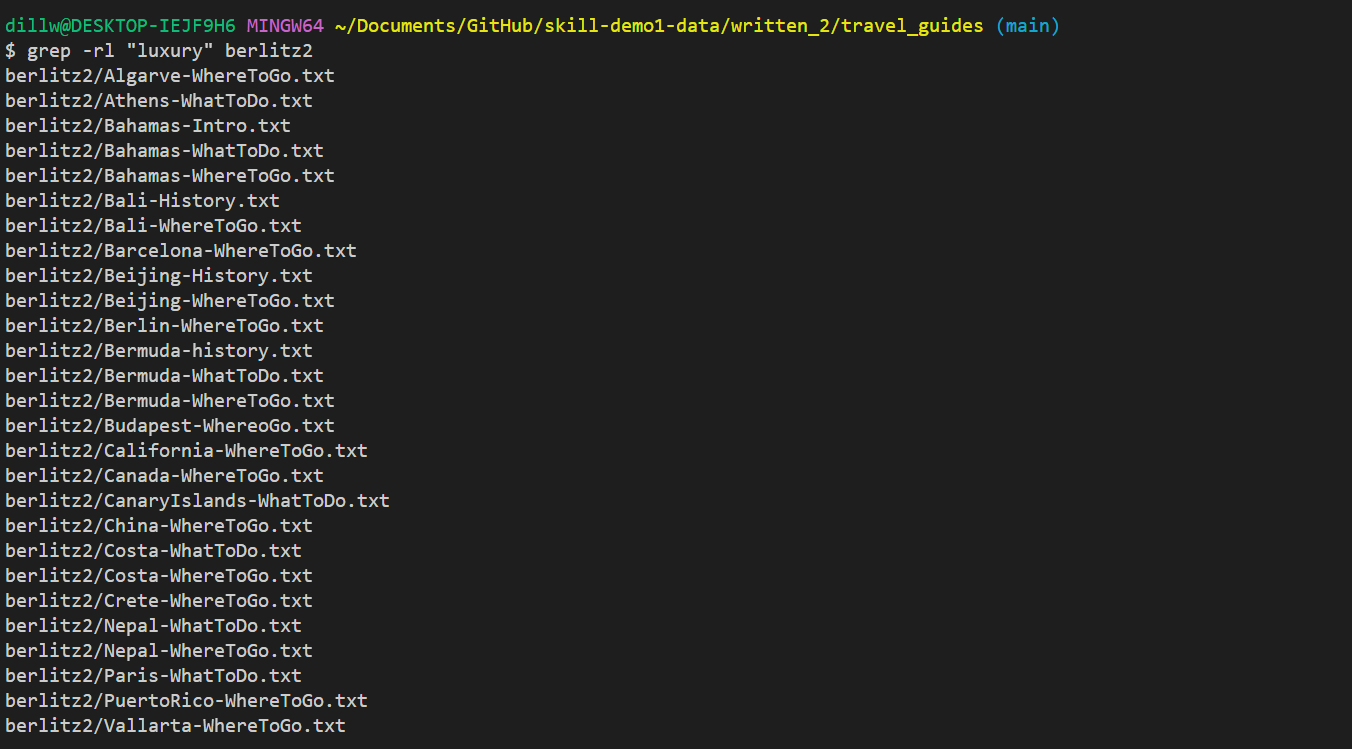 dillw@DESKTOP-IEJF9H6 MINGW64 ~/Documents/GitHub/skill-demo1-data/written_2/travel_guides (main)
$ grep -rl "luxury" berlitz2
berlitz2/Algarve-WhereToGo.txt
berlitz2/Athens-WhatToDo.txt
berlitz2/Bahamas-Intro.txt
berlitz2/Bahamas-WhatToDo.txt
berlitz2/Bahamas-WhereToGo.txt
berlitz2/Bali-History.txt
berlitz2/Bali-WhereToGo.txt
berlitz2/Barcelona-WhereToGo.txt
berlitz2/Beijing-History.txt
berlitz2/Beijing-WhereToGo.txt
berlitz2/Berlin-WhereToGo.txt
berlitz2/Bermuda-history.txt
berlitz2/Bermuda-WhatToDo.txt
berlitz2/Bermuda-WhereToGo.txt
berlitz2/Budapest-WhereoGo.txt
berlitz2/California-WhereToGo.txt
berlitz2/Canada-WhereToGo.txt
berlitz2/CanaryIslands-WhatToDo.txt
berlitz2/China-WhereToGo.txt
berlitz2/Costa-WhatToDo.txt
berlitz2/Costa-WhereToGo.txt
berlitz2/Crete-WhereToGo.txt
berlitz2/Nepal-WhatToDo.txt
berlitz2/Nepal-WhereToGo.txt
berlitz2/Paris-WhatToDo.txt
berlitz2/PuertoRico-WhereToGo.txt
berlitz2/Vallarta-WhereToGo.txt